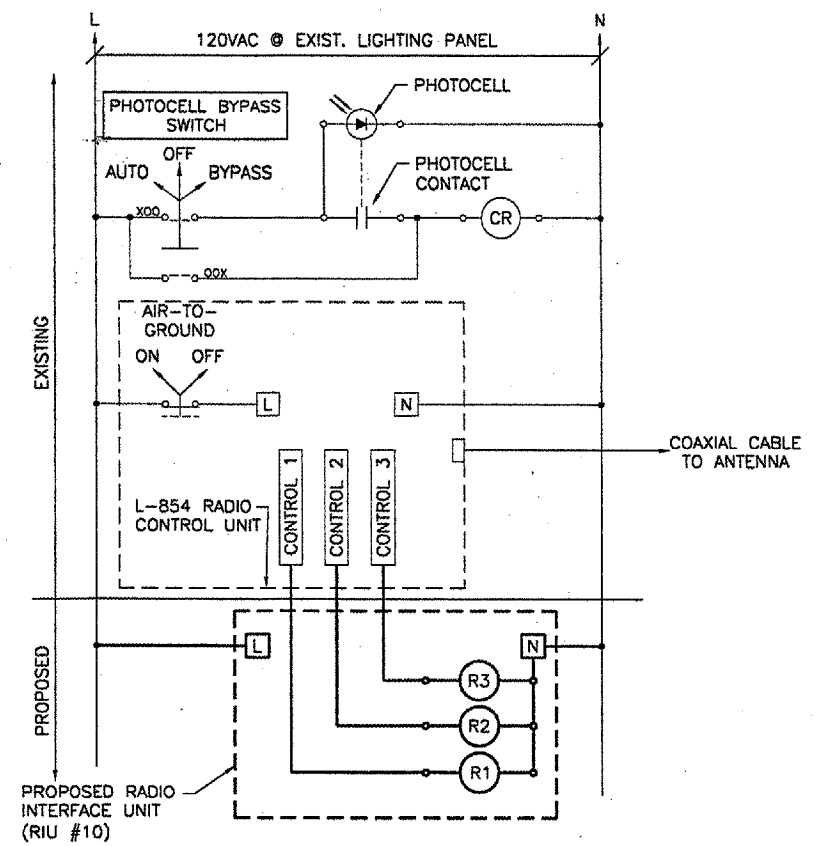 L
N
120VAC @ EXIST. LIGHTING PANEL
PHOTOCELL
PHOTOCELL BYPASS
SWITCH
OFF
AUTO
BYPASS
PHOTOCELL
CONTACT
XOO
CR
OOX
AIR-TO-
GROUND
ON
OFF
L
N
EXISTING
COAXIAL CABLE
TO ANTENNA
CONTROL 1
CONTROL 2
CONTROL 3
L-854 RADIO
CONTROL UNIT
PROPOSED
L
N
R3
R2
R1
PROPOSED RADIO
INTERFACE UNIT
(RIU #10)